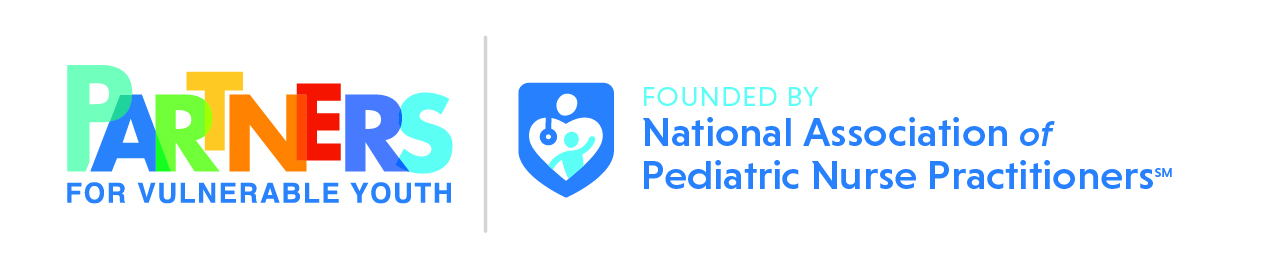 PARTNERS
FOR VULNERABLE YOUTH
FOUNDED BY
National Association of
Pediatric Nurse Practitioners℠